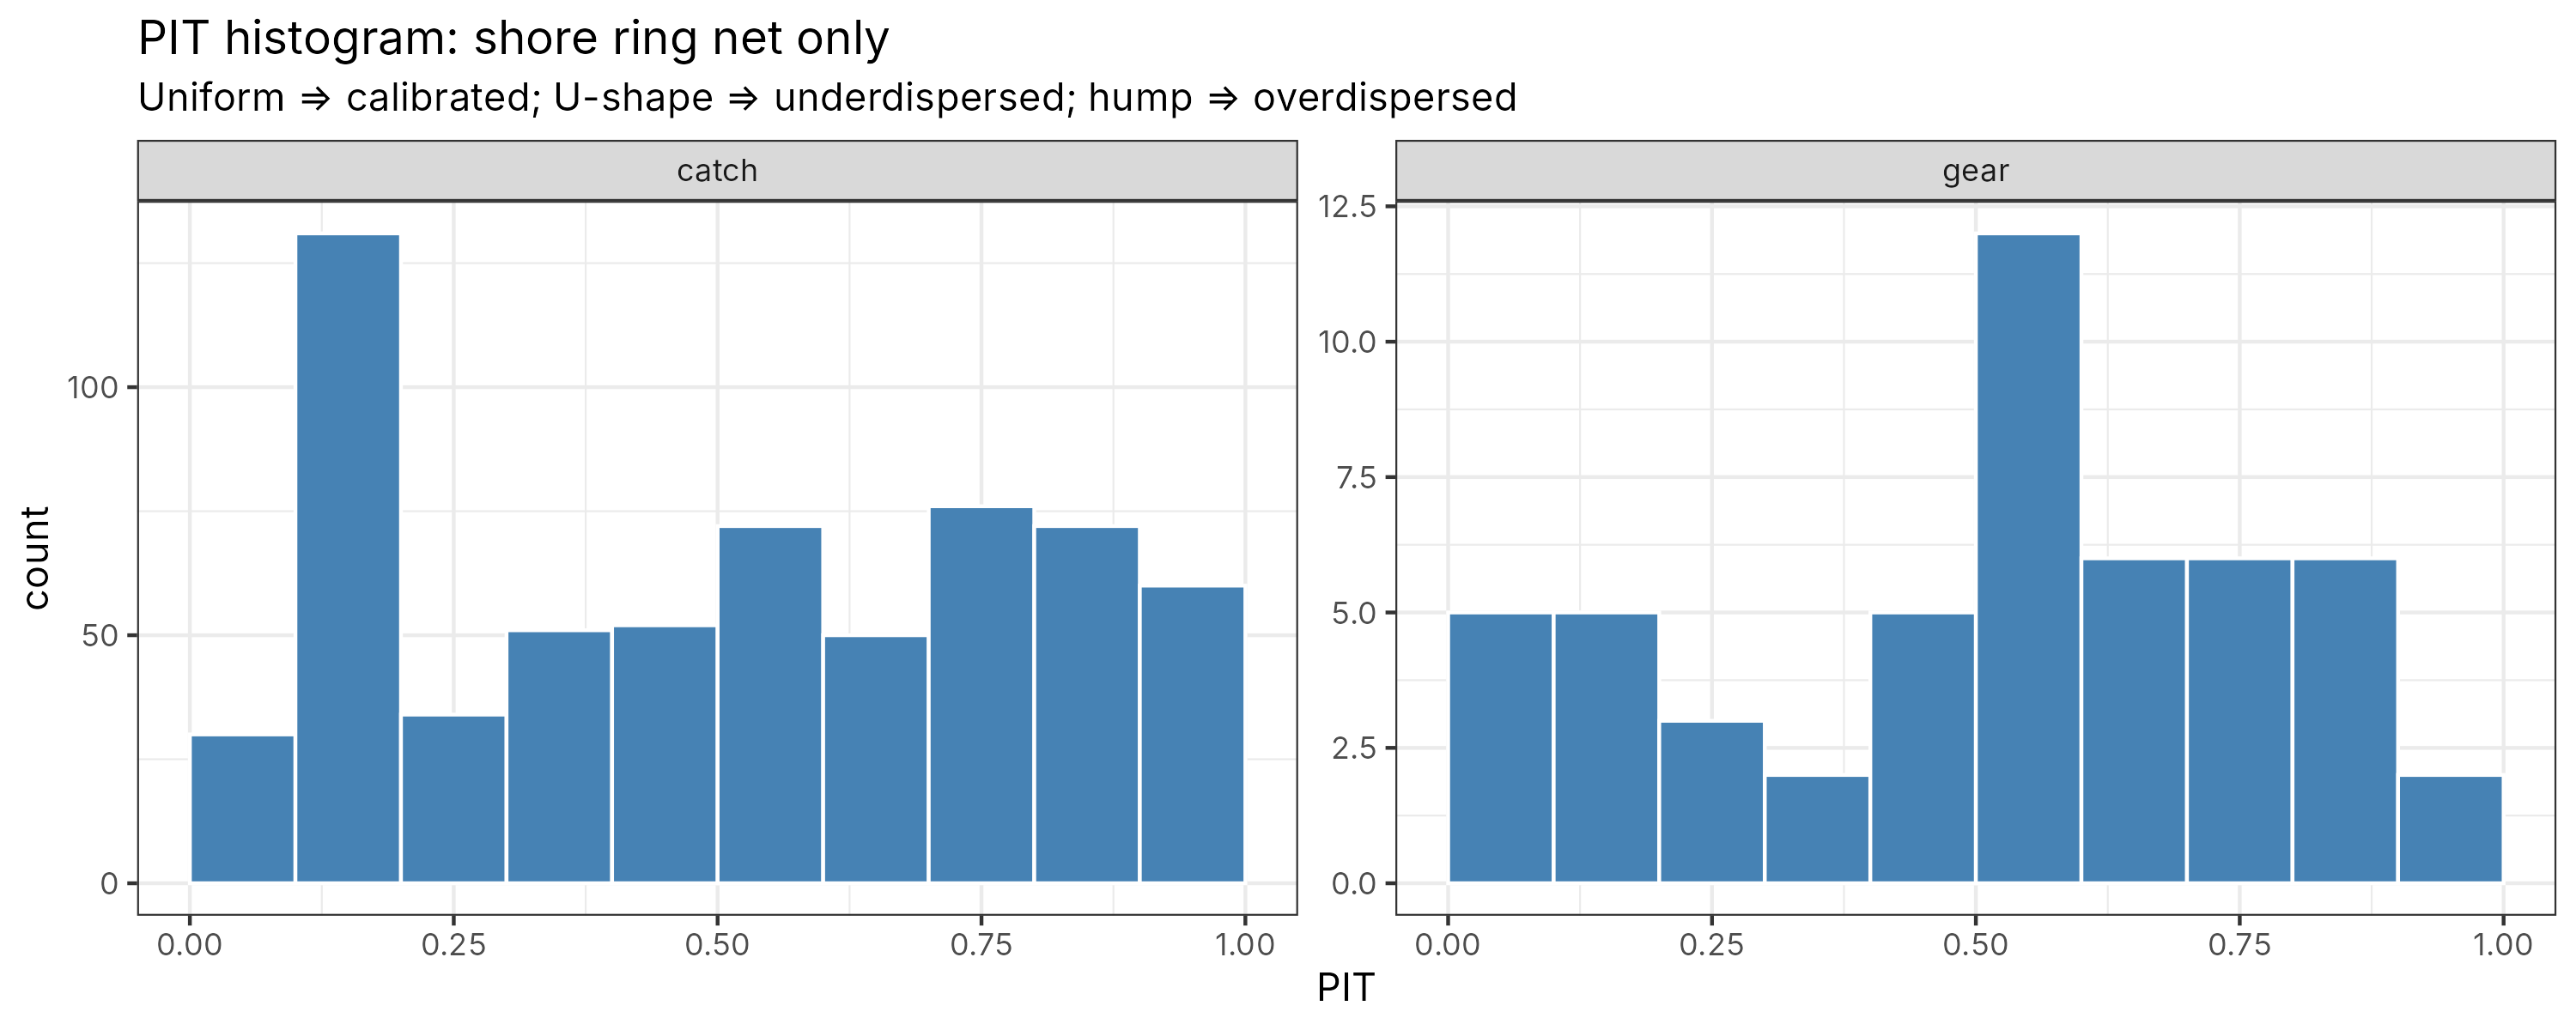 PIT histogram: shore ring net only
Uniform ⇒ calibrated; U-shape ⇒ underdispersed; hump ⇒ overdispersed
catch
gear
count
100
50
0
12.5
10.0
7.5
5.0
2.5
0.0
0.00 0.25 0.50 0.75 1.00
0.00 0.25 0.50 0.75 1.00
PIT